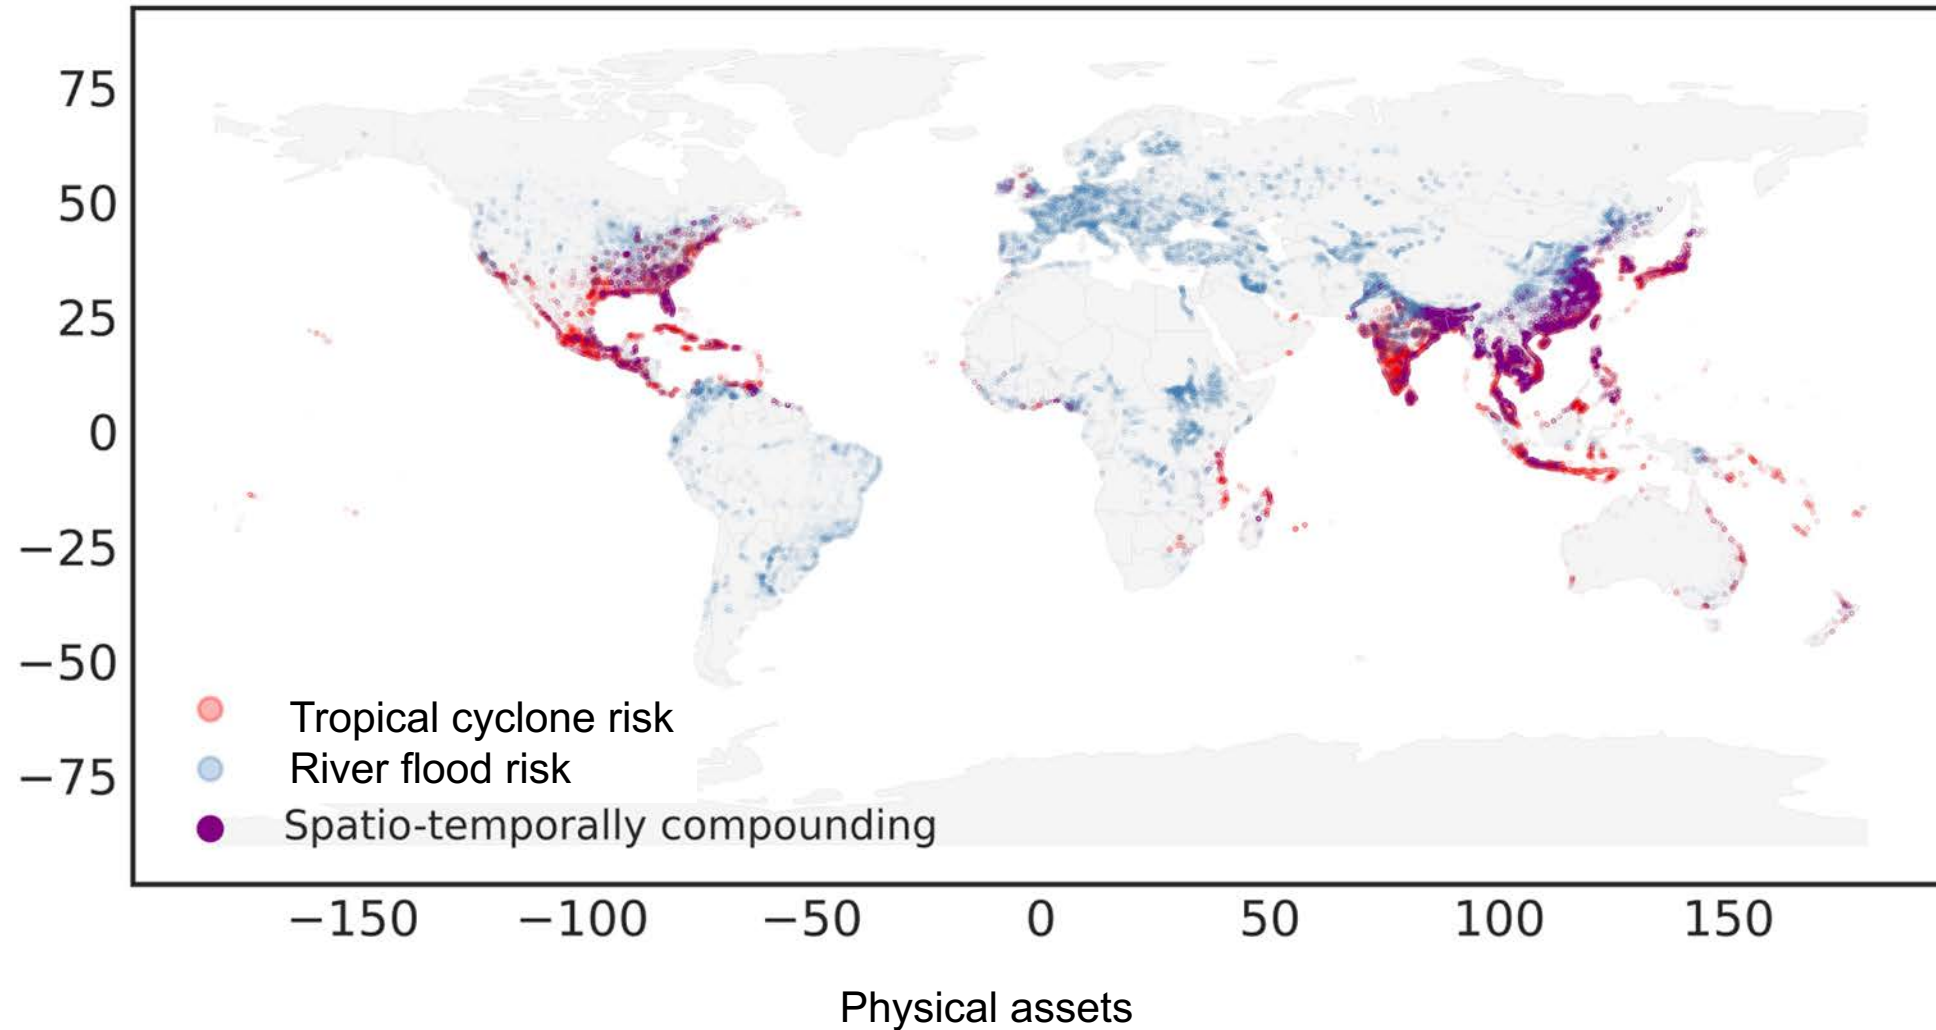 75
50
25
0
−25
−50
−75
Tropical cyclone risk
River flood risk
Spatio-temporally compounding
−150 −100 −50 0 50 100 150
Physical assets